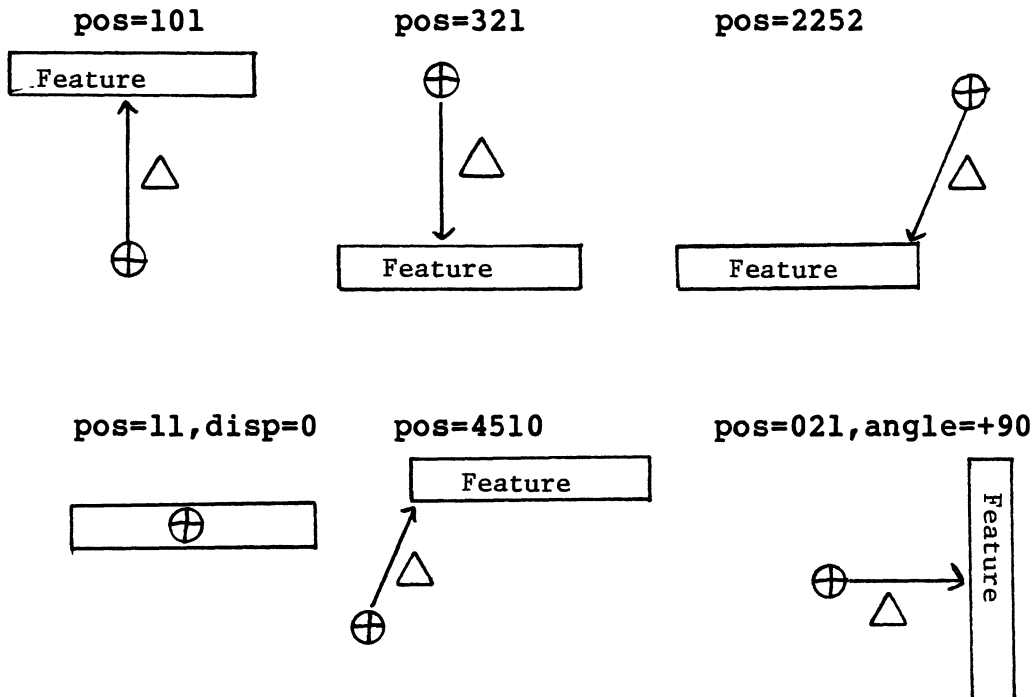 pos=101
pos=321
pos=2252
Feature
Feature
Feature
pos=11,disp=0
pos=4510
pos=021,angle=+90
Feature
Feature